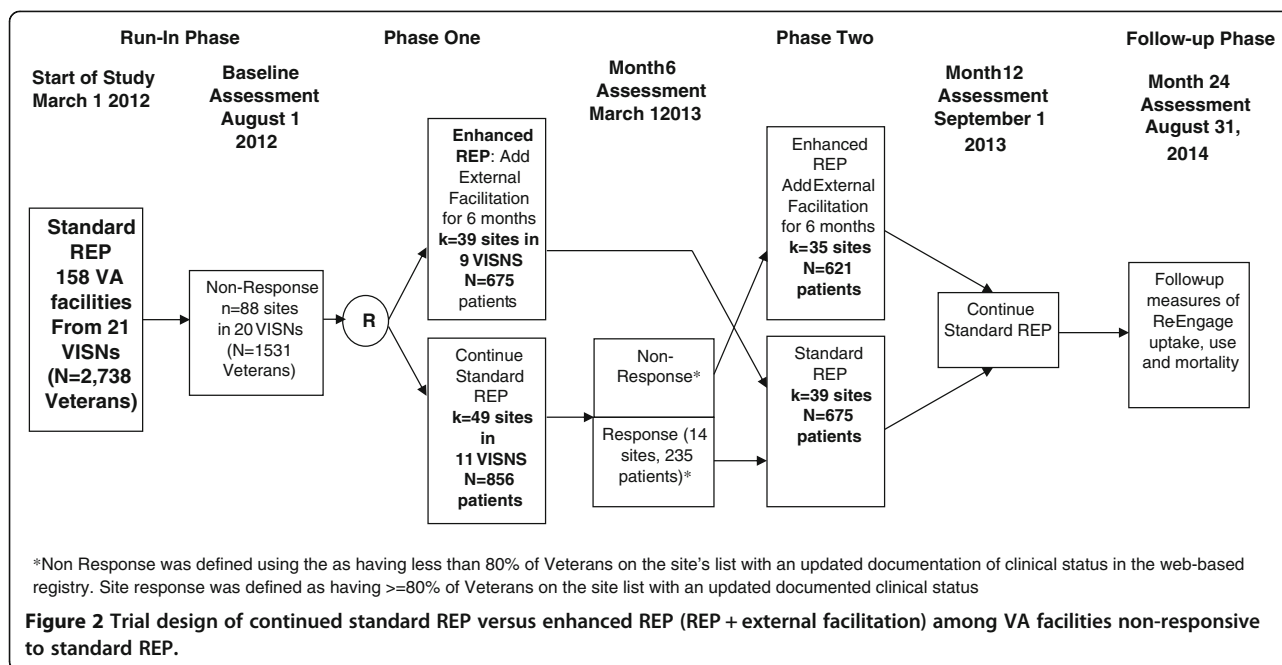 Run-In Phase
Phase One
Phase Two
Follow-up Phase
Start of Study
March 1 2012
Baseline
Assessment
August 1
2012
Month6
Assessment
March 12013
Month12
Assessment
September 1
2013
Month 24
Assessment
August 31,
2014
Standard
REP
158 VA
facilities
From 21
VISNs
(N=2,738
Veterans)
Non-Response
n=88 sites
in 20 VISNs
(N=1531
Veterans)
R
Enhanced
REP: Add
External
Facilitation
for 6 months
k=39 sites in
9 VISNS
N=675
patients
Continue
Standard
REP
k=49 sites
in
11 VISNS
N=856
patients
Non-
Response*
Response (14
sites, 235
patients)*
Enhanced
REP
Add External
Facilitation
for 6 months
k=35 sites
N=621
patients
Standard
REP
k=39 sites
N=675
patients
Continue
Standard REP
Follow-up
measures of
Re-Engage
uptake, use
and mortality
*Non Response was defined using the as having less than 80% of Veterans on the site's list with an updated documentation of clinical status in the web-based
registry. Site response was defined as having >=80% of Veterans on the site list with an updated documented clinical status
Figure 2 Trial design of continued standard REP versus enhanced REP (REP + external facilitation) among VA facilities non-responsive
to standard REP.